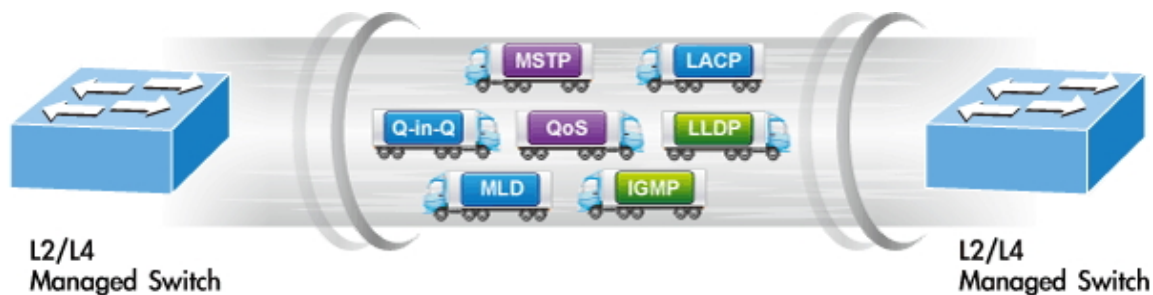 MSTP
LACP
Q-in-Q
QoS
LLDP
MLD
IGMP
L2/L4
Managed Switch
L2/L4
Managed Switch